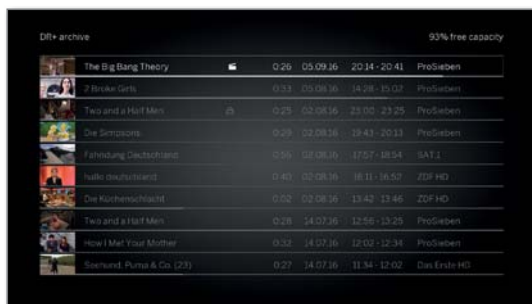 DR+ archive 93% free capacity
The Big Bang Theory 0:26 05.09.16 20:14 - 20:41 ProSieben
2 Broke Girls 0:33 05.08.16 14:28 - 15:02 ProSieben
Two and a Half Men 0:25 02.08.16 23:00 - 23:25 ProSieben
Die Simpsons 0:29 02.08.16 19:43 - 20:13 ProSieben
Fahndung Deutschland 0:56 02.08.16 17:57 - 18:54 SAT.1
hallo deutschland 0:40 02.08.16 16:11 - 16:52 ZDF HD
Die Küchenschlacht 0:02 02.08.16 13:42 - 13:46 ZDF HD
Two and a Half Men 0:28 14.07.16 12:56 - 13:25 ProSieben
How I Met Your Mother 0:32 14.07.16 12:02 - 12:34 ProSieben
Seehund, Puma & Co. (23) 0:27 14.07.16 11:34 - 12:02 Das Erste HD